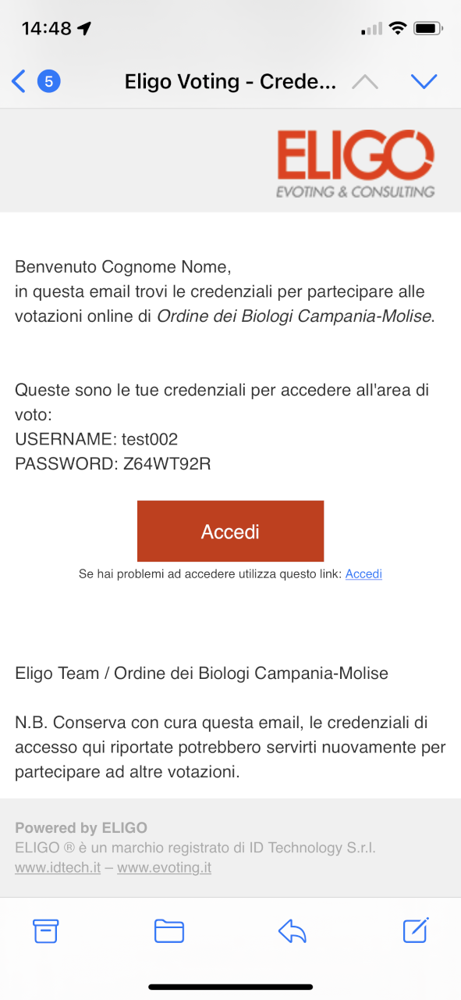 14:48
5
Eligo Voting - Crede...
ELIGO
EVOTING & CONSULTING
Benvenuto Cognome Nome,
in questa email trovi le credenziali per partecipare alle
votazioni online di Ordine dei Biologi Campania-Molise.
Queste sono le tue credenziali per accedere all'area di
voto:
USERNAME: test002
PASSWORD: Z64WT92R
Accedi
Se hai problemi ad accedere utilizza questo link: Accedi
Eligo Team / Ordine dei Biologi Campania-Molise
N.B. Conserva con cura questa email, le credenziali di
accesso qui riportate potrebbero servirti nuovamente per
partecipare ad altre votazioni.
Powered by ELIGO
ELIGO ® è un marchio registrato di ID Technology S.r.l.
www.idtech.it – www.evoting.it